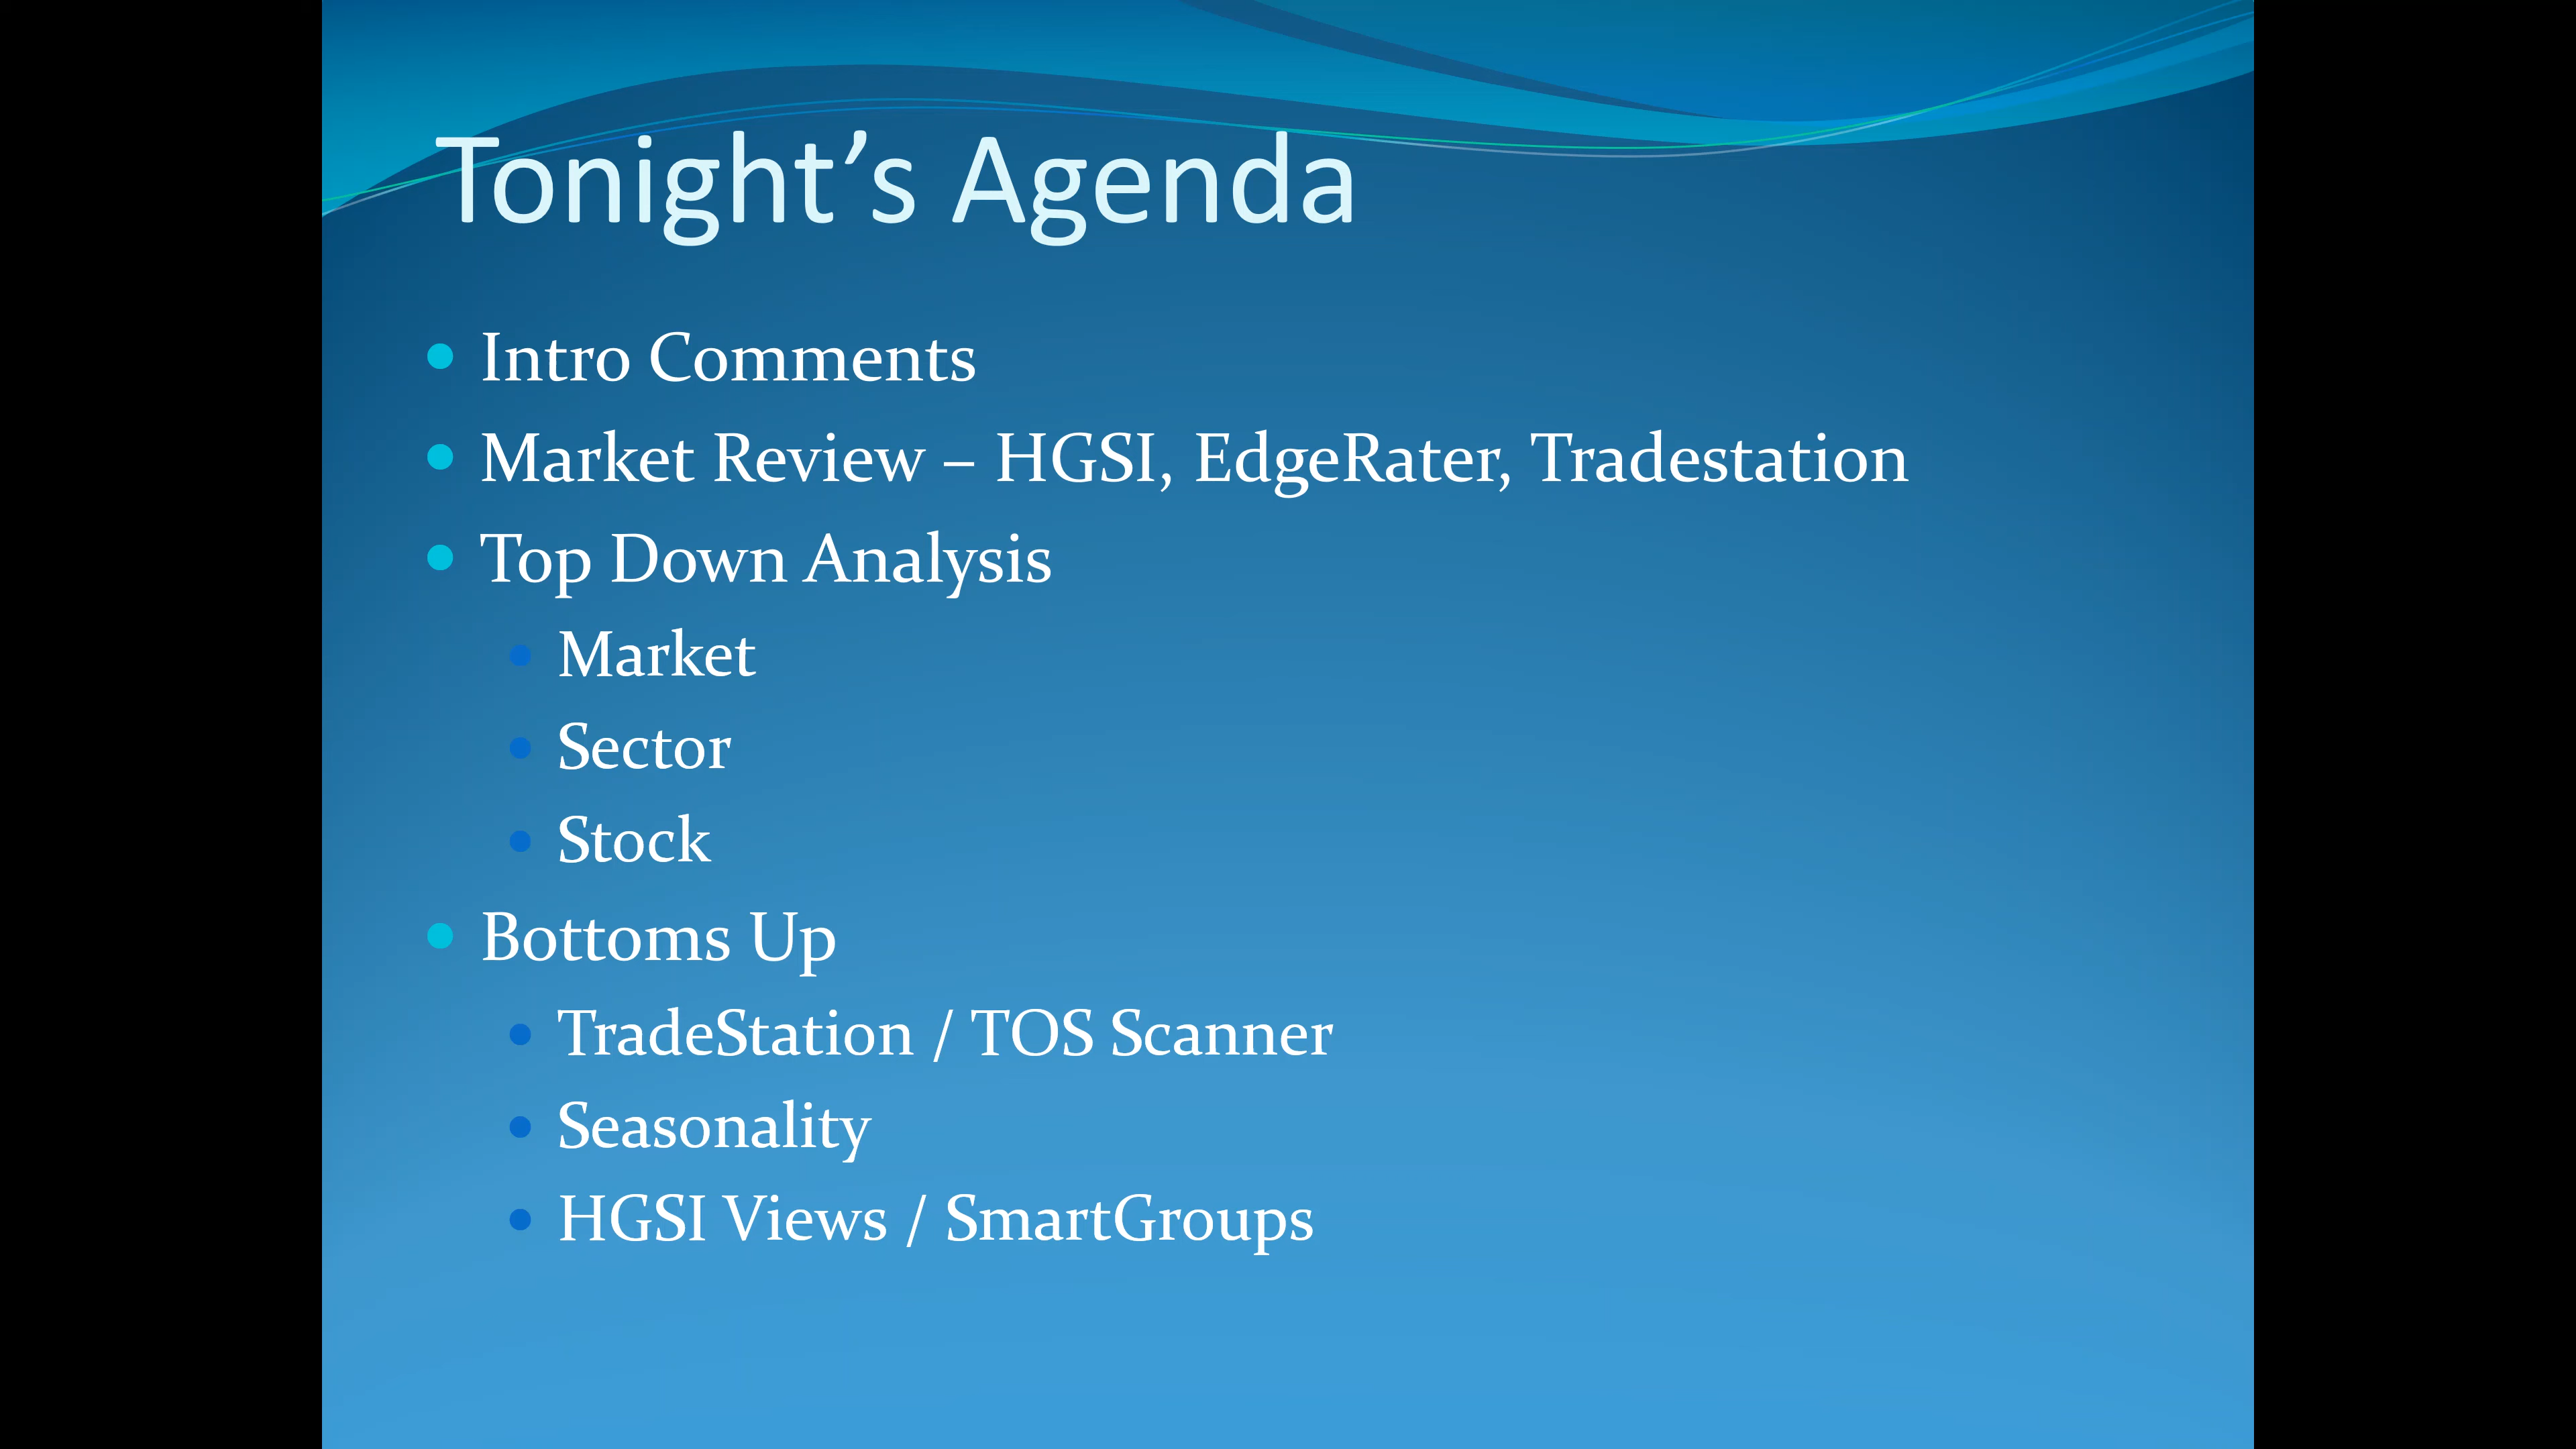 Tonight’s Agenda
Intro Comments
Market Review – HGSI, EdgeRater, Tradestation
Top Down Analysis
Market
Sector
Stock
Bottoms Up
TradeStation / TOS Scanner
Seasonality
HGSI Views / SmartGroups